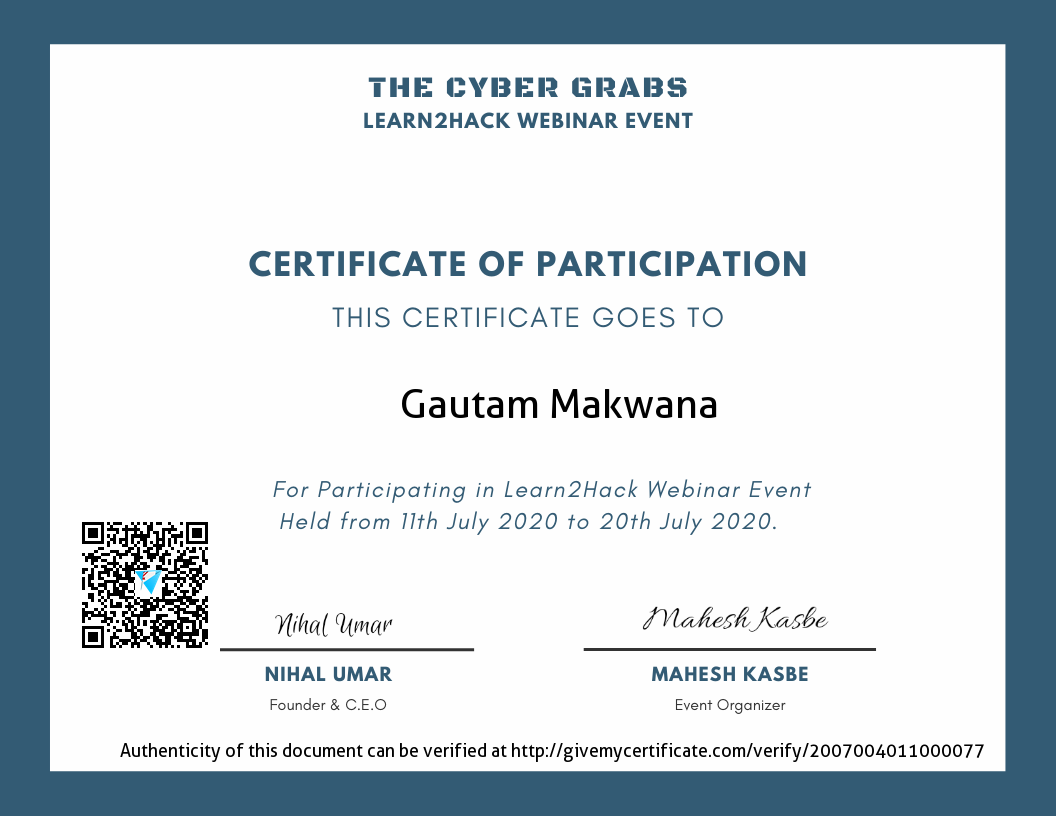 THE CYBER GRABS
LEARN2HACK WEBINAR EVENT
CERTIFICATE OF PARTICIPATION
THIS CERTIFICATE GOES TO
Gautam Makwana
For Participating in Learn2Hack Webinar Event
Held from 11th July 2020 to 20th July 2020.
Nihal Umar
Mahesh Kasbe
NIHAL UMAR
MAHESH KASBE
Founder & C.E.O
Event Organizer
Authenticity of this document can be verified at http://givemycertificate.com/verify/2007004011000077